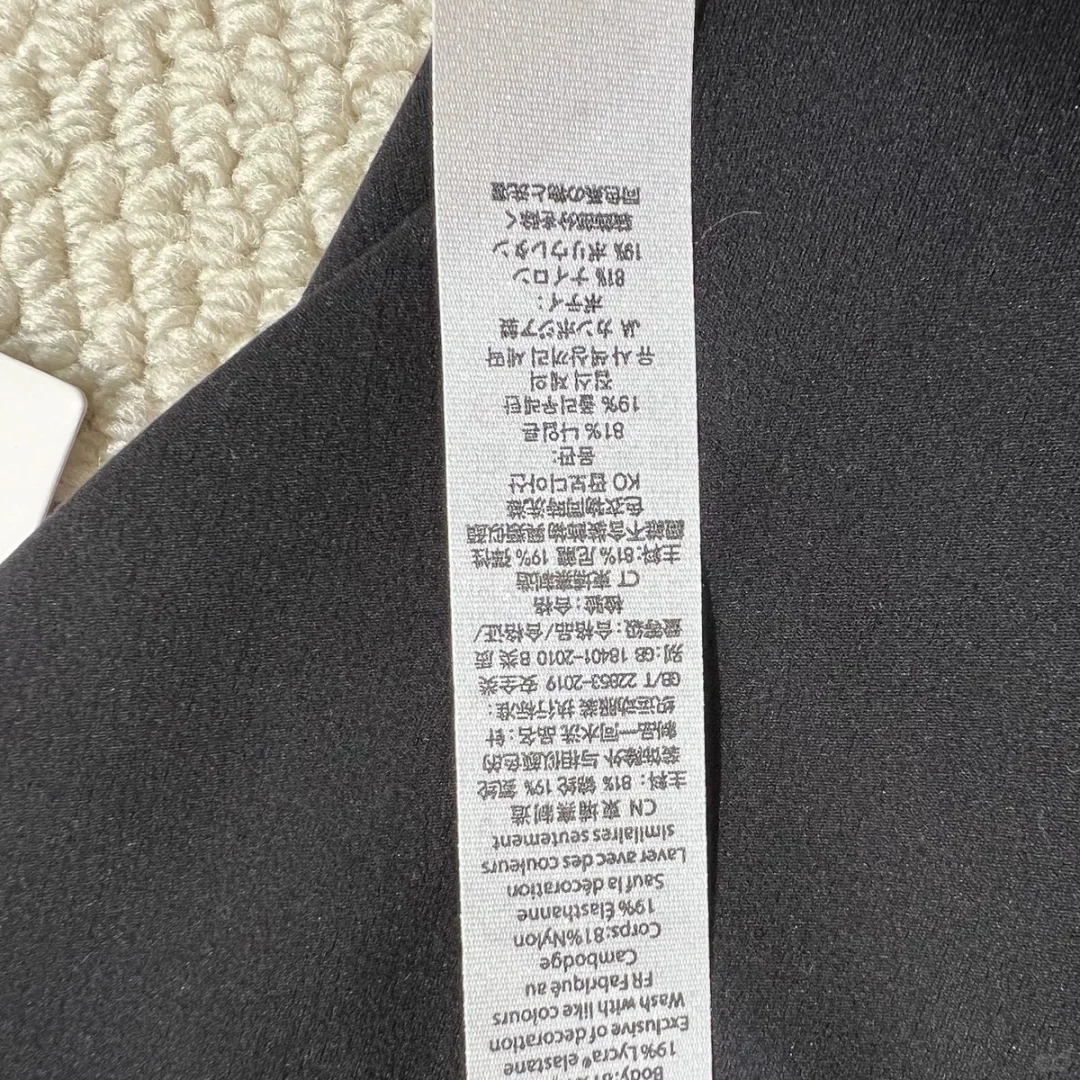 Body:81%
19% Lycra® elastane
Exclusive of decoration
Wash with like colours
FR Fabriqué au
Cambodge
Corps:81%Nylon
19% Élasthanne
Sauf la décoration
Laver avec des couleurs
similaires seutement
CN 柬埔寨制造
主料：81% 锦纶 19% 氨纶
装饰除外 与相似颜色的
制品一同水洗 品名：针
织运动服装 执行标准：
GB/T 22853-2019 安全类
别:GB 18401-2010 B类 质
量等级：合格品/合格证/
检验：合格
CT 柬埔寨制造
主料:81% 尼龍 19% 彈性
纖維不含裝飾物 與類似顏
色衣物同時洗滌
KO 캄보디아산
몸판:
81% 나일론
19% 폴리우레탄
장식 제외
유사 색상끼리 세탁
JA カンボジア製
ボディ：
81% ナイロン
19% ポリウレタン
装飾部分を除く
同色系の物と洗濯